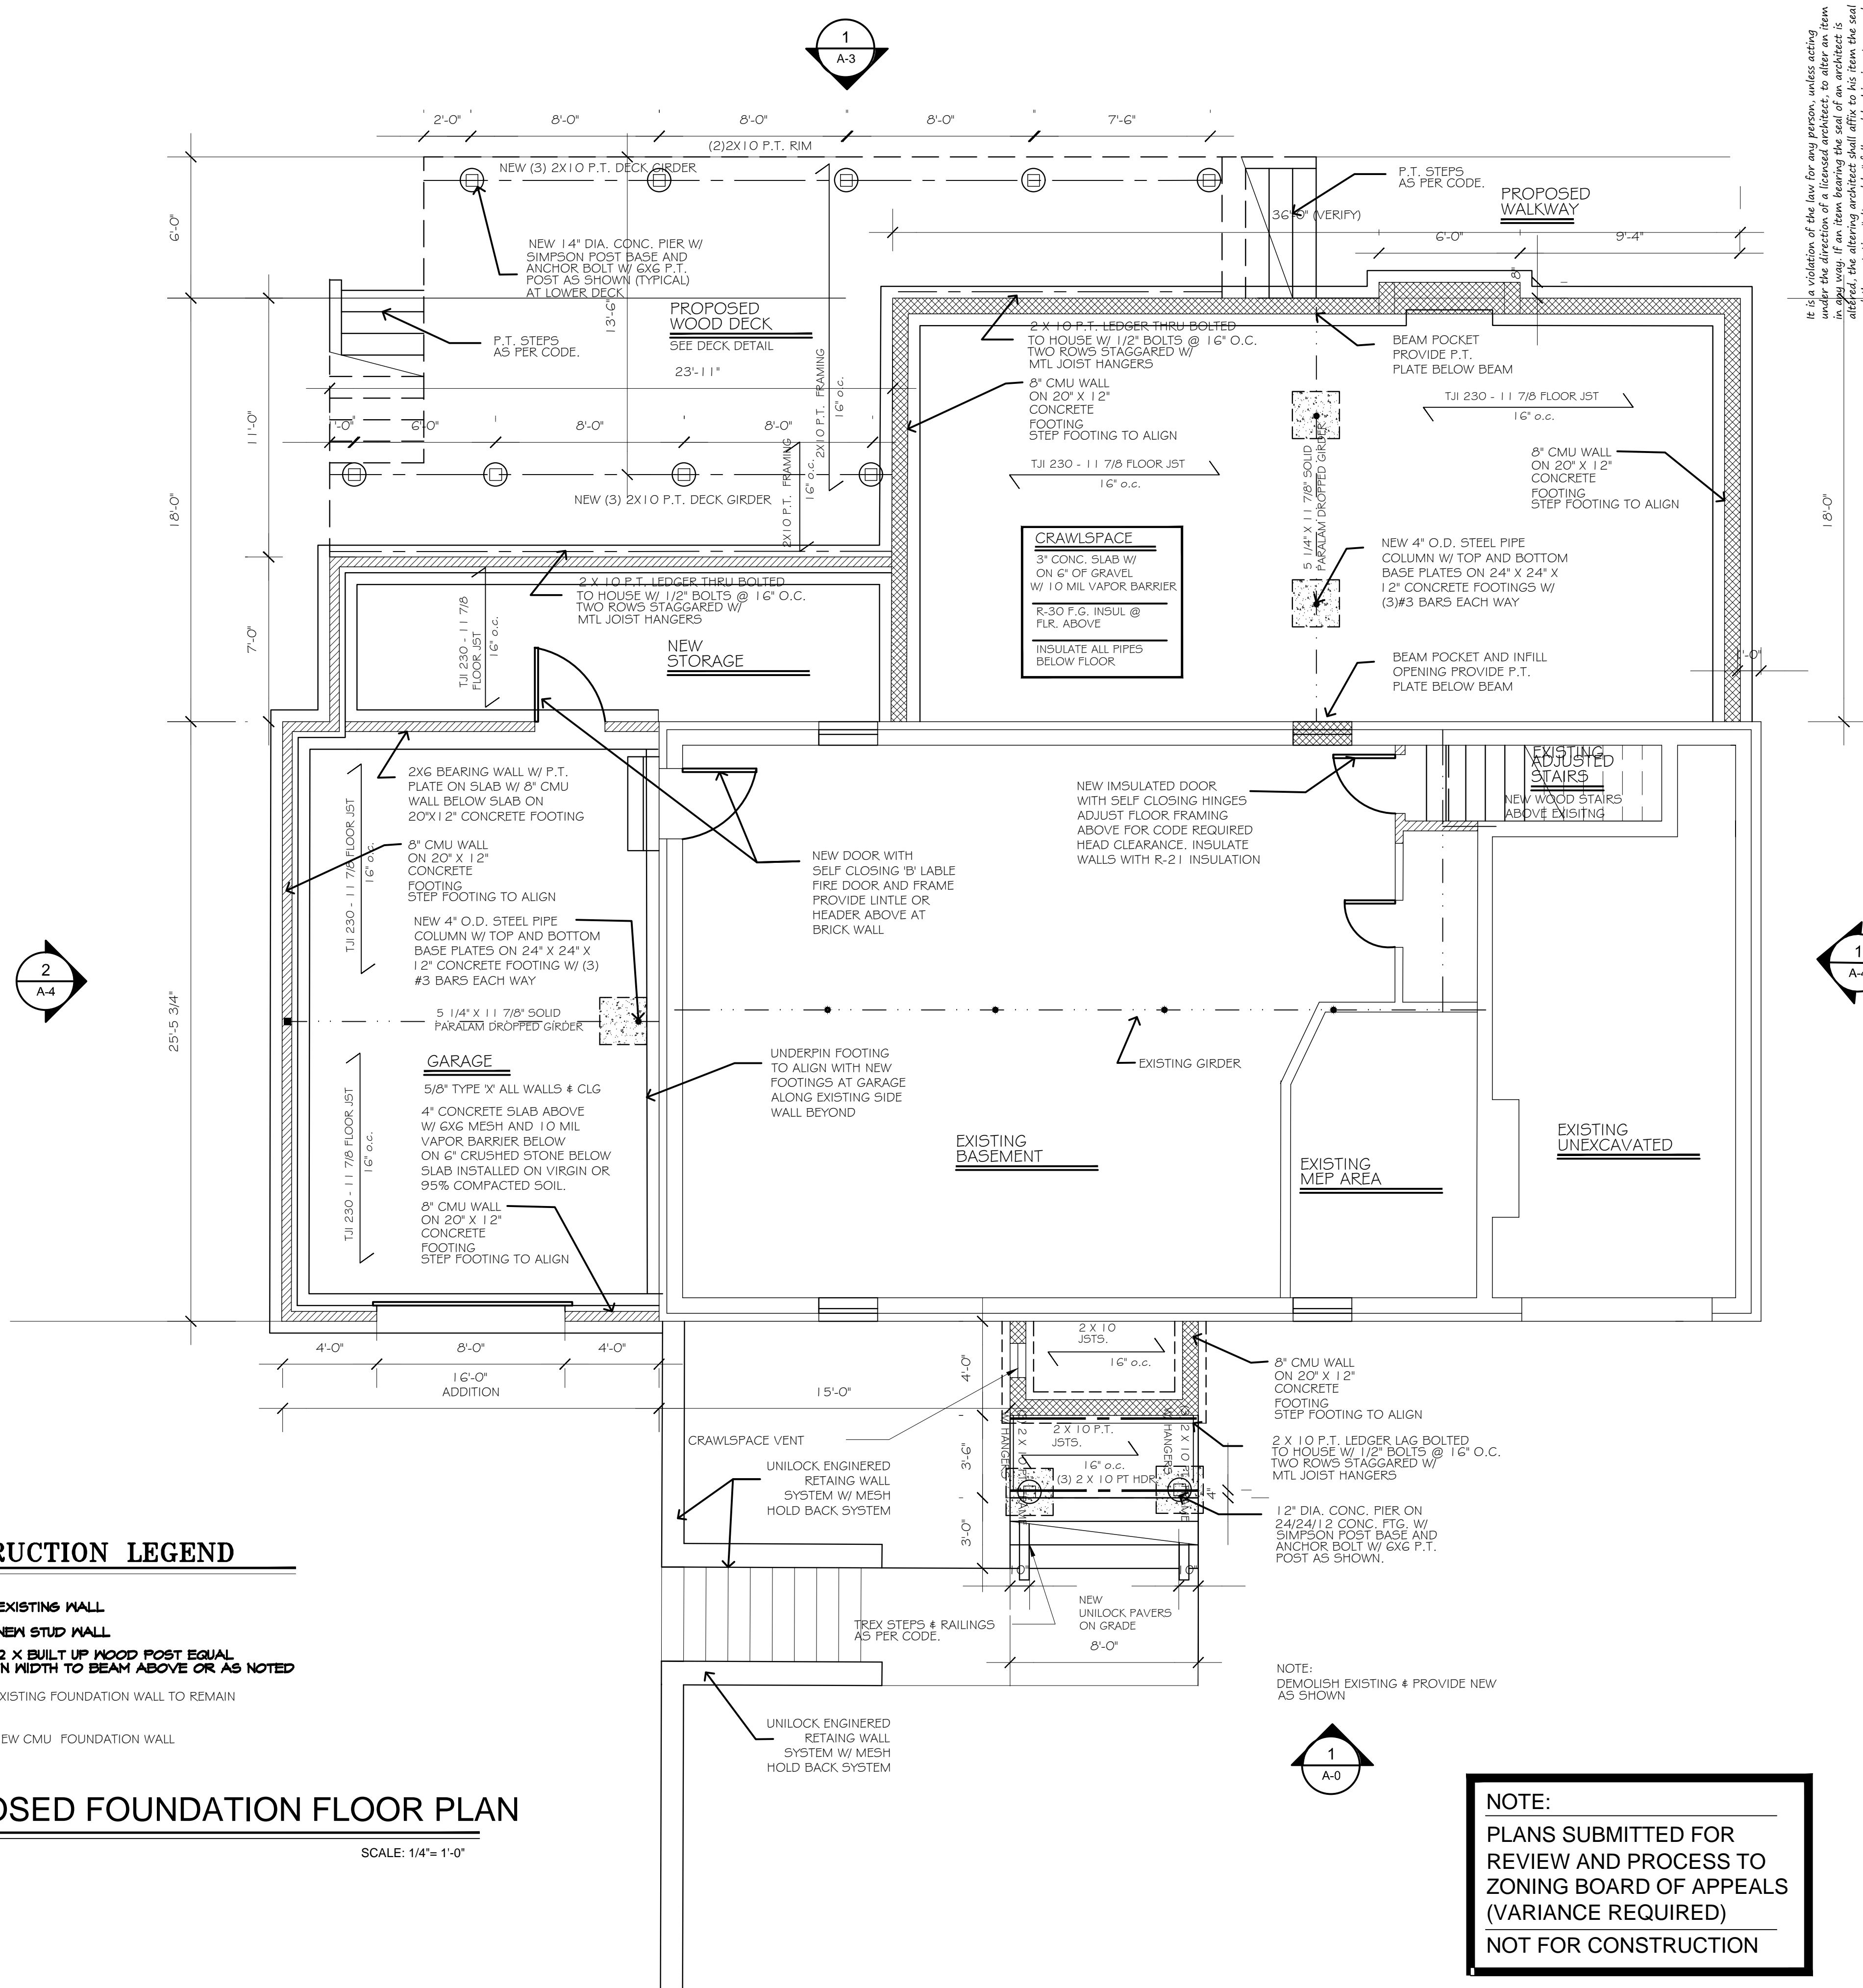 1
A-3
It is a violation of the law for any person, unless acting
under the direction of a licensed architect, to alter an item
in any way. If an item bearing the seal of an architect is
altered, the altering architect shall affix to his item the seal
2'-0"
8'-0"
8'-0"
8'-0"
7'-6"
(2)2X10 P.T. RIM
NEW (3) 2X10 P.T. DECK GIRDER
P.T. STEPS
AS PER CODE.
PROPOSED
WALKWAY
36'-0" (VERIFY)
6'-0"
9'-4"
8"
6'-0"
NEW 14" DIA. CONC. PIER W/
SIMPSON POST BASE AND
ANCHOR BOLT W/ 6X6 P.T.
POST AS SHOWN (TYPICAL)
AT LOWER DECK
13'-6"
PROPOSED
WOOD DECK
SEE DECK DETAIL
23'-11"
P.T. STEPS
AS PER CODE.
2X10 P.T. FRAMING
16" o.c.
2 X 10 P.T. LEDGER THRU BOLTED
TO HOUSE W/ 1/2" BOLTS @ 16" O.C.
TWO ROWS STAGGARED W/
MTL JOIST HANGERS
8" CMU WALL
ON 20" X 12"
CONCRETE
FOOTING
STEP FOOTING TO ALIGN
BEAM POCKET
PROVIDE P.T.
PLATE BELOW BEAM
TJI 230 - 11 7/8 FLOOR JST
16" o.c.
11'-0"
'-0"
6'-0"
8'-0"
8'-0"
2X10 P.T. FRAMING
16" o.c.
NEW (3) 2X10 P.T. DECK GIRDER
TJI 230 - 11 7/8 FLOOR JST
16" o.c.
5 1/4" X 11 7/8" SOLID
PARALAM DROPPED GIRDER
8" CMU WALL
ON 20" X 12"
CONCRETE
FOOTING
STEP FOOTING TO ALIGN
18'-0"
18'-0"
CRAWLSPACE
3" CONC. SLAB W/
ON 6" OF GRAVEL
W/ 10 MIL VAPOR BARRIER
R-30 F.G. INSUL @
FLR. ABOVE
INSULATE ALL PIPES
BELOW FLOOR
NEW 4" O.D. STEEL PIPE
COLUMN W/ TOP AND BOTTOM
BASE PLATES ON 24" X 24" X
12" CONCRETE FOOTINGS W/
(3)#3 BARS EACH WAY
2 X 10 P.T. LEDGER THRU BOLTED
TO HOUSE W/ 1/2" BOLTS @ 16" O.C.
TWO ROWS STAGGARED W/
MTL JOIST HANGERS
7'-0"
TJI 230 - 11 7/8
FLOOR JST
16" o.c.
NEW
STORAGE
BEAM POCKET AND INFILL
OPENING PROVIDE P.T.
PLATE BELOW BEAM
'-0"
2X6 BEARING WALL W/ P.T.
PLATE ON SLAB W/ 8" CMU
WALL BELOW SLAB ON
20"X12" CONCRETE FOOTING
NEW IMSULATED DOOR
WITH SELF CLOSING HINGES
ADJUST FLOOR FRAMING
ABOVE FOR CODE REQUIRED
HEAD CLEARANCE. INSULATE
WALLS WITH R-21 INSULATION
EXISTING
ADJUSTED
STAIRS
NEW WOOD STAIRS
ABOVE EXISITNG
TJI 230 - 11 7/8 FLOOR JST
16" o.c.
8" CMU WALL
ON 20" X 12"
CONCRETE
FOOTING
STEP FOOTING TO ALIGN
NEW DOOR WITH
SELF CLOSING 'B' LABLE
FIRE DOOR AND FRAME
PROVIDE LINTLE OR
HEADER ABOVE AT
BRICK WALL
NEW 4" O.D. STEEL PIPE
COLUMN W/ TOP AND BOTTOM
BASE PLATES ON 24" X 24" X
12" CONCRETE FOOTING W/ (3)
#3 BARS EACH WAY
2
A-4
1
25'-5 3/4"
5 1/4" X 11 7/8" SOLID
PARALAM DROPPED GIRDER
GARAGE
5/8" TYPE 'X' ALL WALLS & CLG
4" CONCRETE SLAB ABOVE
W/ 6X6 MESH AND 10 MIL
VAPOR BARRIER BELOW
ON 6" CRUSHED STONE BELOW
SLAB INSTALLED ON VIRGIN OR
95% COMPACTED SOIL.
TJI 230 - 11 7/8 FLOOR JST
16" o.c.
8" CMU WALL
ON 20" X 12"
CONCRETE
FOOTING
STEP FOOTING TO ALIGN
UNDERPIN FOOTING
TO ALIGN WITH NEW
FOOTINGS AT GARAGE
ALONG EXISTING SIDE
WALL BEYOND
EXISTING GIRDER
EXISTING
BASEMENT
EXISTING
MEP AREA
EXISTING
UNEXCAVATED
4'-0"
8'-0"
4'-0"
16'-0"
ADDITION
15'-0"
4'-0"
2 X 10
JSTS.
16" o.c.
8" CMU WALL
ON 20" X 12"
CONCRETE
FOOTING
STEP FOOTING TO ALIGN
CRAWLSPACE VENT
3'-6"
2 X 10 P.T.
JSTS.
16" o.c.
(3) 2 X 10 PT HDR.
W/ HANGERS
4"
2 X 10 P.T. LEDGER LAG BOLTED
TO HOUSE W/ 1/2" BOLTS @ 16" O.C.
TWO ROWS STAGGARED W/
MTL JOIST HANGERS
UNILOCK ENGINERED
RETAING WALL
SYSTEM W/ MESH
HOLD BACK SYSTEM
3'-0"
12" DIA. CONC. PIER ON
24/24/12 CONC. FTG. W/
SIMPSON POST BASE AND
ANCHOR BOLT W/ 6X6 P.T.
POST AS SHOWN.
10"
10"
TREX STEPS & RAILINGS
AS PER CODE.
NEW
UNILOCK PAVERS
ON GRADE
8'-0"
NOTE:
DEMOLISH EXISTING & PROVIDE NEW
AS SHOWN
UNILOCK ENGINERED
RETAING WALL
SYSTEM W/ MESH
HOLD BACK SYSTEM
1
A-0
RUCTION LEGEND
EXISTING WALL
NEW STUD WALL
2 X BUILT UP WOOD POST EQUAL
N WIDTH TO BEAM ABOVE OR AS NOTED
XISTING FOUNDATION WALL TO REMAIN
EW CMU FOUNDATION WALL
OSED FOUNDATION FLOOR PLAN
SCALE: 1/4"= 1'-0"
NOTE:
PLANS SUBMITTED FOR
REVIEW AND PROCESS TO
ZONING BOARD OF APPEALS
(VARIANCE REQUIRED)
NOT FOR CONSTRUCTION